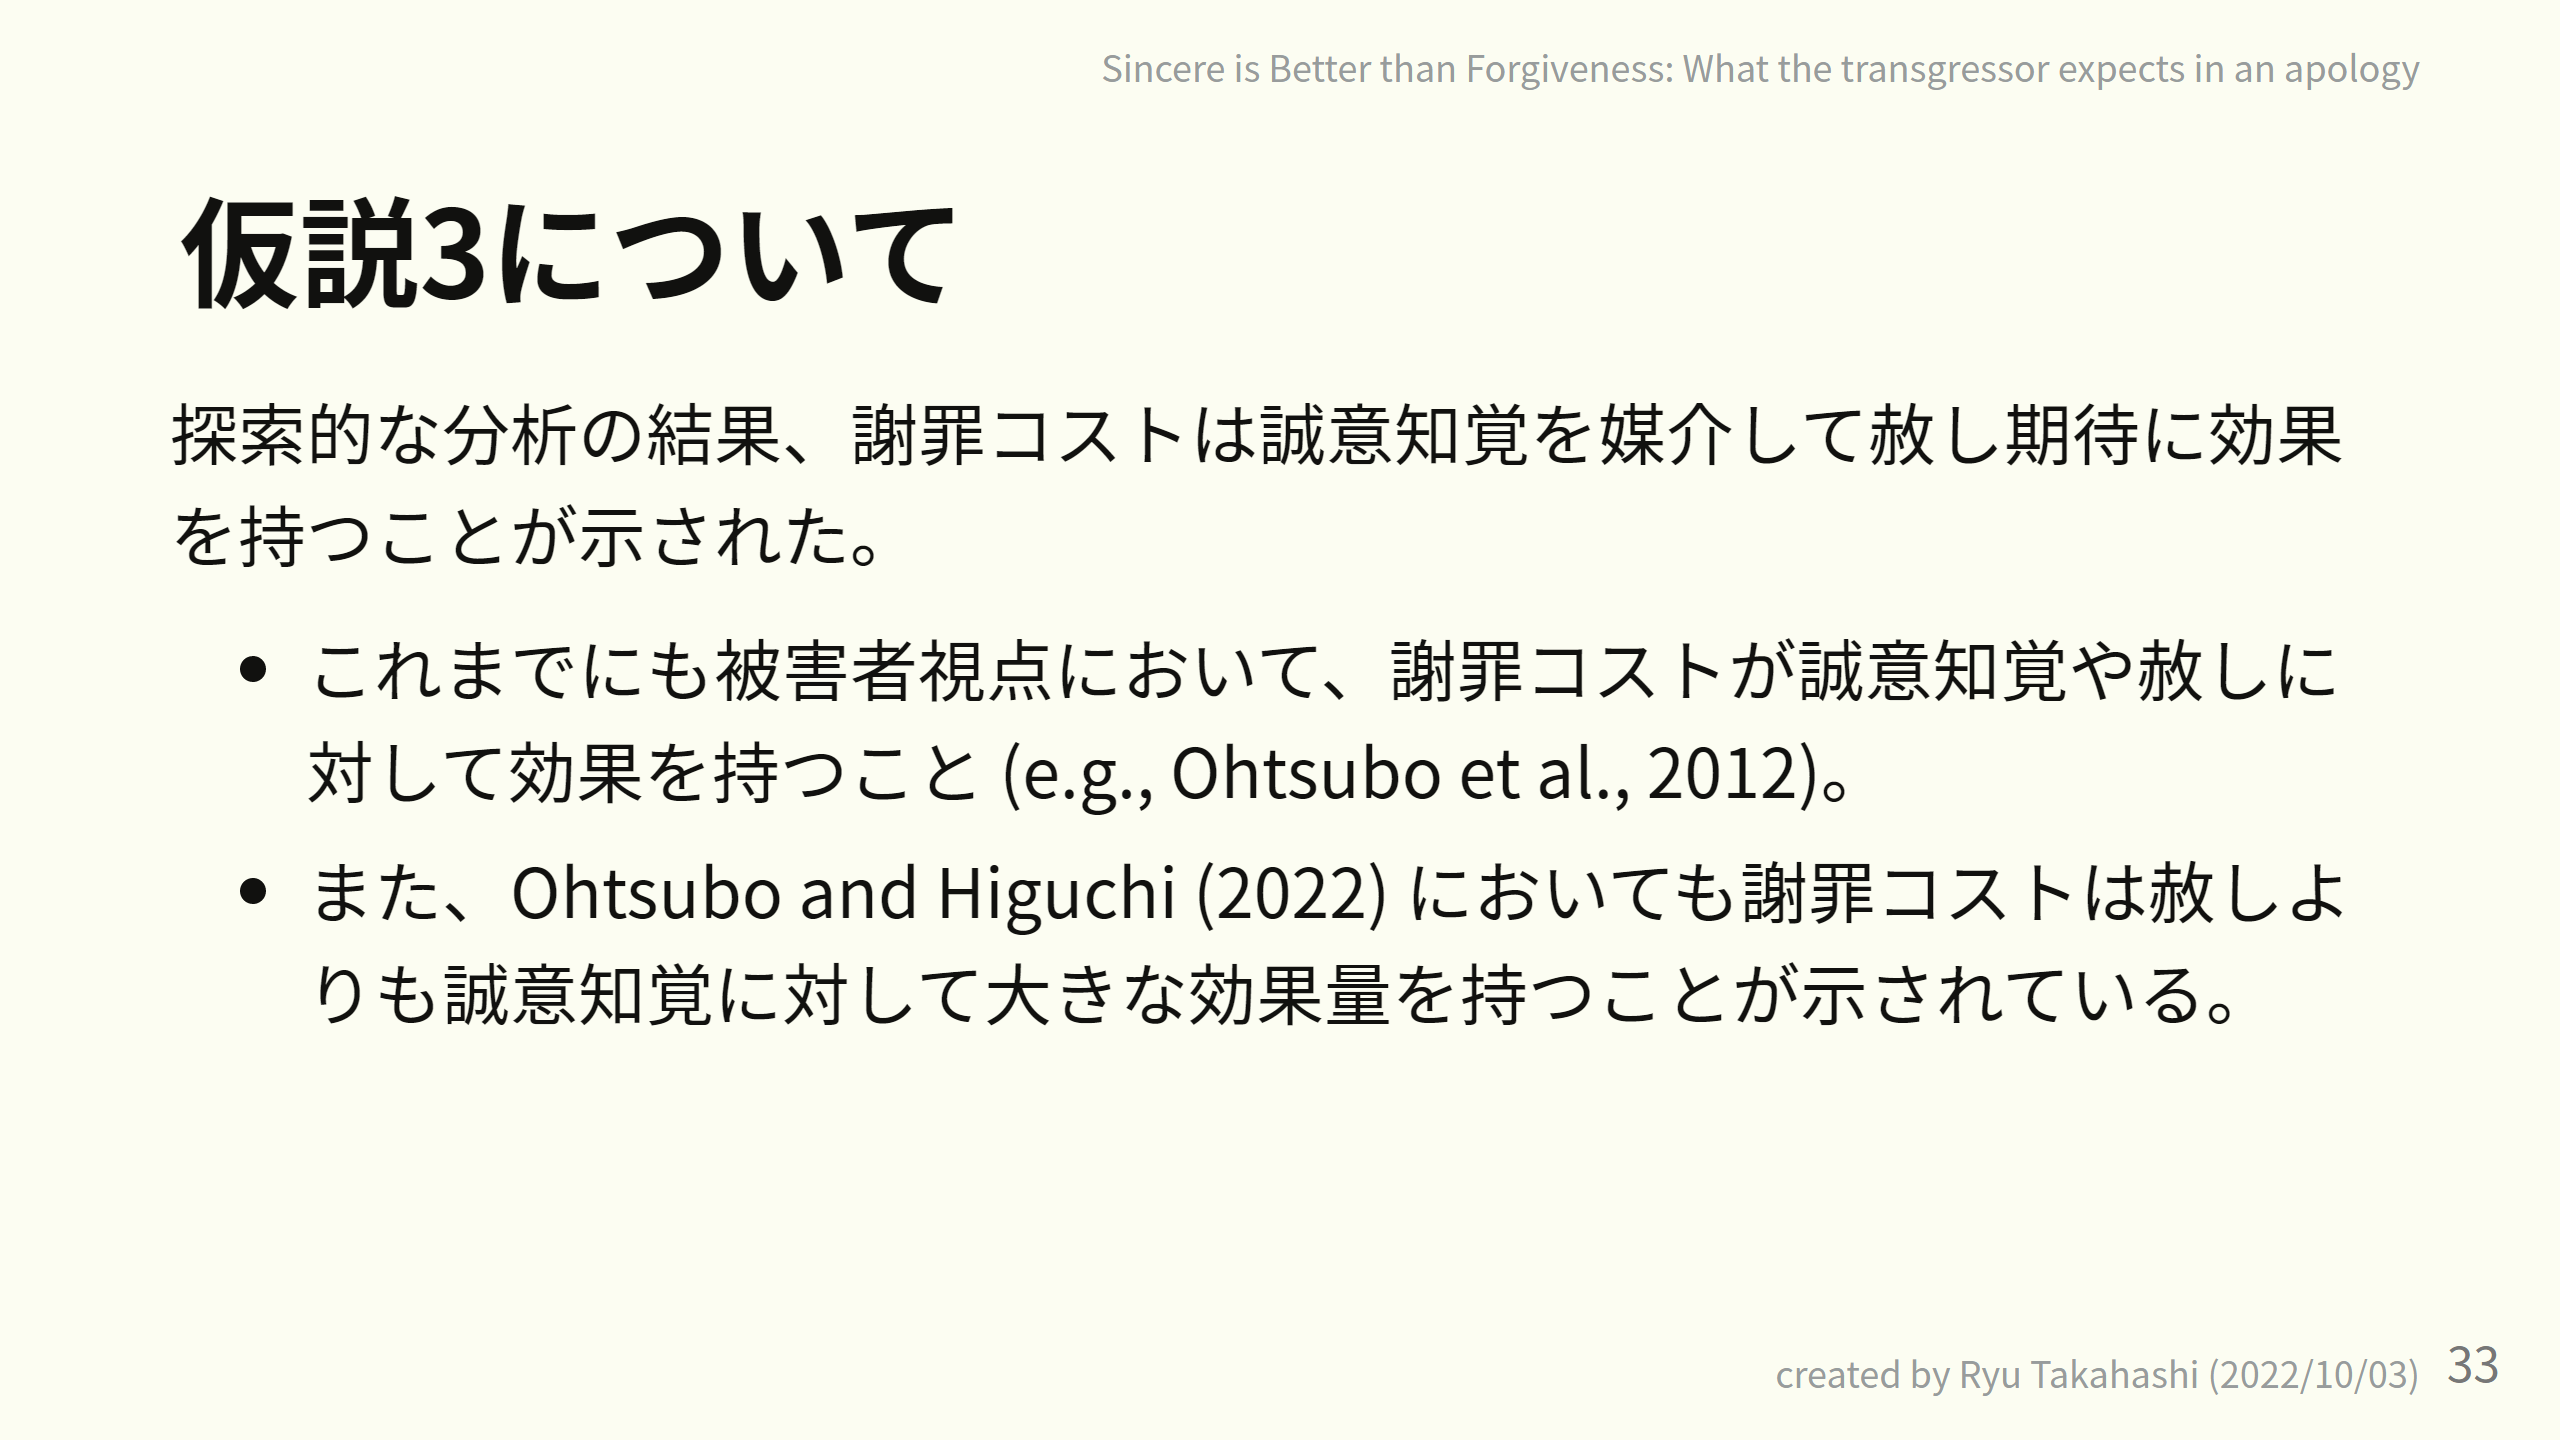 Sincere is Better than Forgiveness: What the transgressor expects in an apology
仮説3について
探索的な分析の結果、謝罪コストは誠意知覚を媒介して赦し期待に効果
を持つことが示された。
• これまでにも被害者視点において、謝罪コストが誠意知覚や赦しに
対して効果を持つこと (e.g., Ohtsubo et al., 2012)。
• また、Ohtsubo and Higuchi (2022) においても謝罪コストは赦しよ
りも誠意知覚に対して大きな効果量を持つことが示されている。
created by Ryu Takahashi (2022/10/03) 33